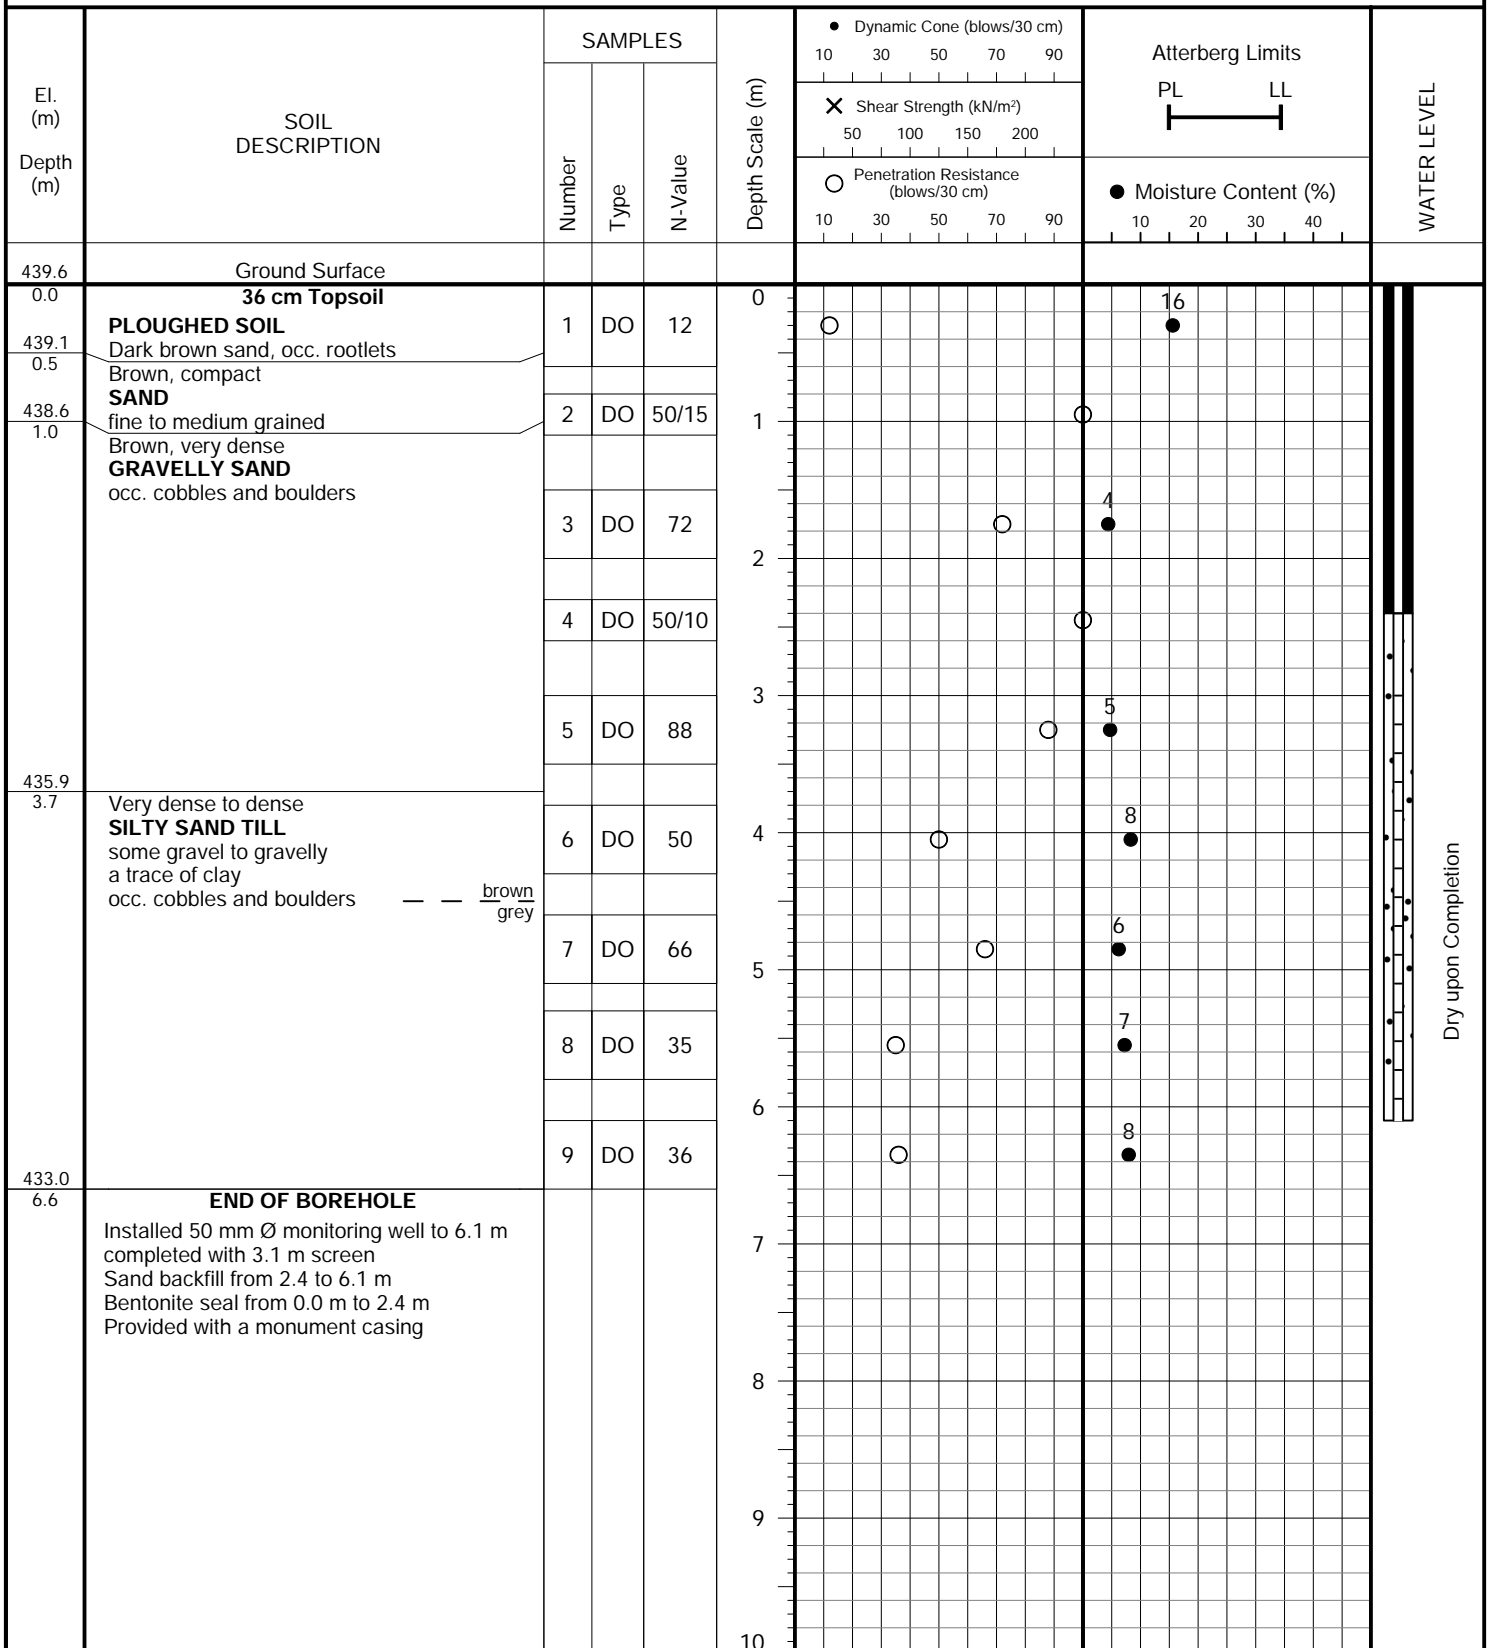 El.
(m)
Depth
(m)
SOIL
DESCRIPTION
SAMPLES
Number
Type
N-Value
Depth Scale (m)
Dynamic Cone (blows/30 cm)
10 30 50 70 90
Shear Strength (kN/m²)
50 100 150 200
Penetration Resistance
(blows/30 cm)
10 30 50 70 90
Atterberg Limits
PL LL
Moisture Content (%)
10 20 30 40
WATER LEVEL
439.6 Ground Surface
0.0 36 cm Topsoil
0
16
PLOUGHED SOIL
1 DO 12
439.1 Dark brown sand, occ. rootlets
0.5 Brown, compact
SAND
438.6 fine to medium grained
2 DO 50/15
1
1.0 Brown, very dense
GRAVELLY SAND
occ. cobbles and boulders
4
3 DO 72
2
4 DO 50/10
3
5
5 DO 88
435.9
3.7 Very dense to dense
SILTY SAND TILL
8
6 DO 50
4
some gravel to gravelly
a trace of clay
occ. cobbles and boulders
brown
grey
6
7 DO 66
5
Dry upon Completion
7
8 DO 35
6
8
9 DO 36
433.0
6.6 END OF BOREHOLE
Installed 50 mm Ø monitoring well to 6.1 m
completed with 3.1 m screen
Sand backfill from 2.4 to 6.1 m
Bentonite seal from 0.0 m to 2.4 m
Provided with a monument casing
7
8
9
10